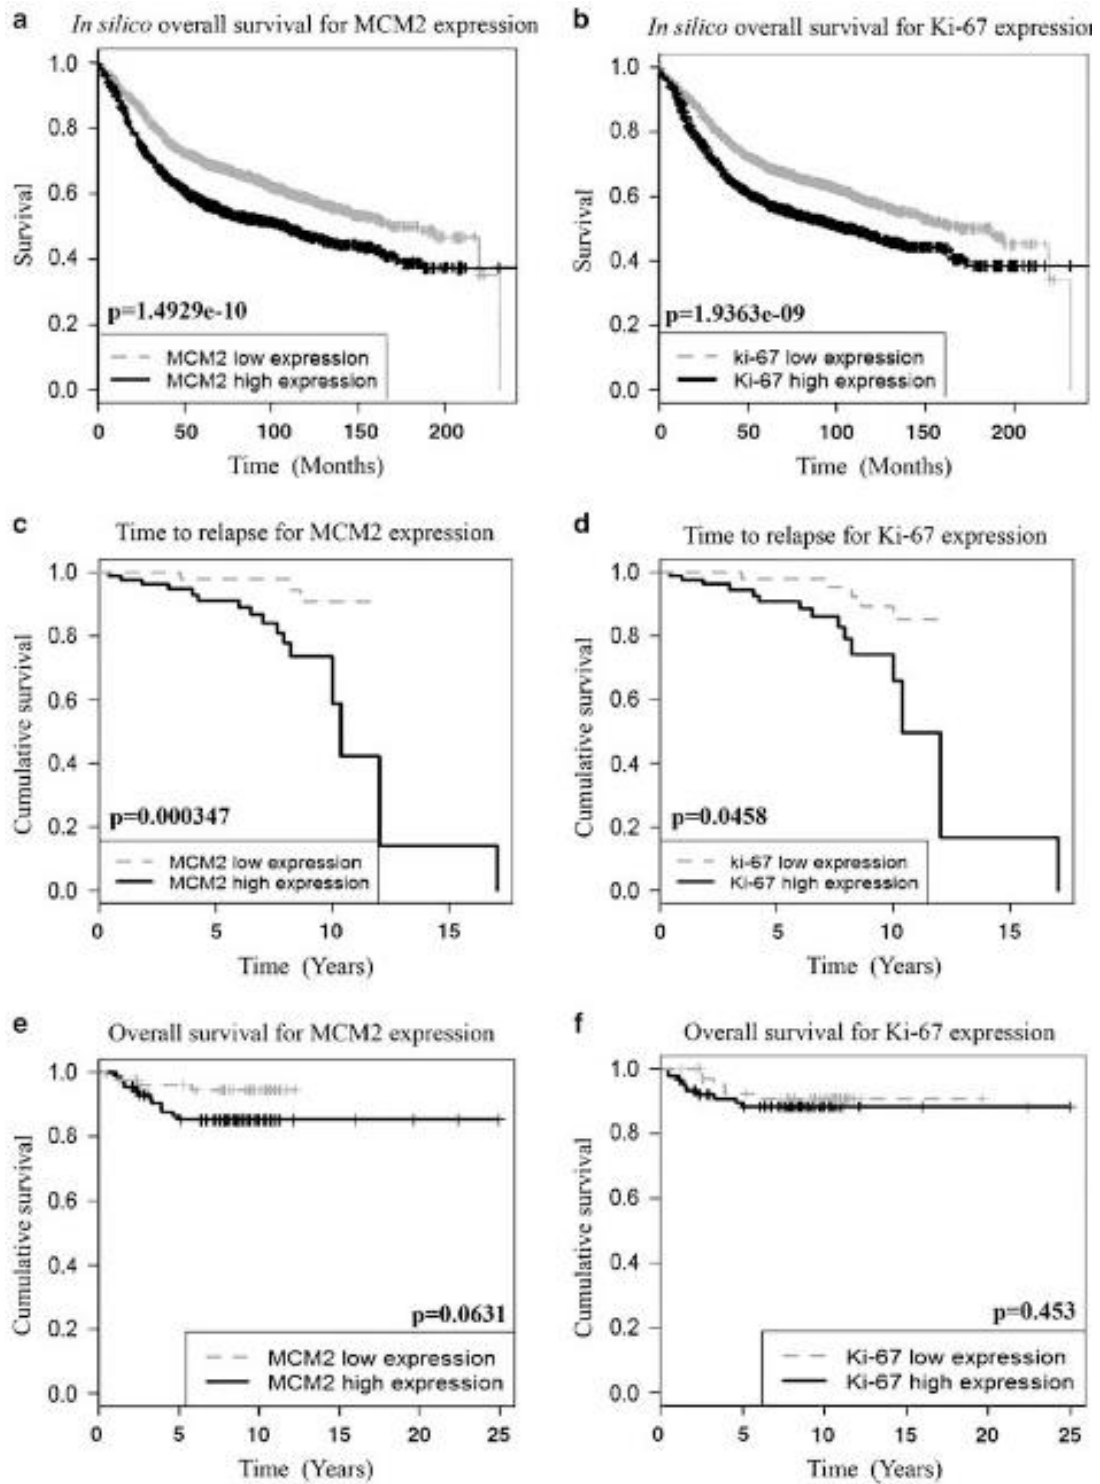 a
In silico overall survival for MCM2 expression
1.0
0.8
0.6
0.4
0.2
0.0
Survival
p=1.4929e-10
MCM2 low expression
MCM2 high expression
0 50 100 150 200
Time (Months)
b
In silico overall survival for Ki-67 expression
1.0
0.8
0.6
0.4
0.2
0.0
Survival
p=1.9363e-09
ki-67 low expression
Ki-67 high expression
0 50 100 150 200
Time (Months)
c
Time to relapse for MCM2 expression
1.0
0.8
0.6
0.4
0.2
0.0
Cumulative survival
p=0.000347
MCM2 low expression
MCM2 high expression
0 5 10 15
Time (Years)
d
Time to relapse for Ki-67 expression
1.0
0.8
0.6
0.4
0.2
0.0
Cumulative survival
p=0.0458
ki-67 low expression
Ki-67 high expression
0 5 10 15
Time (Years)
e
Overall survival for MCM2 expression
1.0
0.8
0.6
0.4
0.2
0.0
Cumulative survival
p=0.0631
MCM2 low expression
MCM2 high expression
0 5 10 15 20 25
Time (Years)
f
Overall survival for Ki-67 expression
1.0
0.8
0.6
0.4
0.2
0.0
Cumulative survival
p=0.453
Ki-67 low expression
Ki-67 high expression
0 5 10 15 20 25
Time (Years)